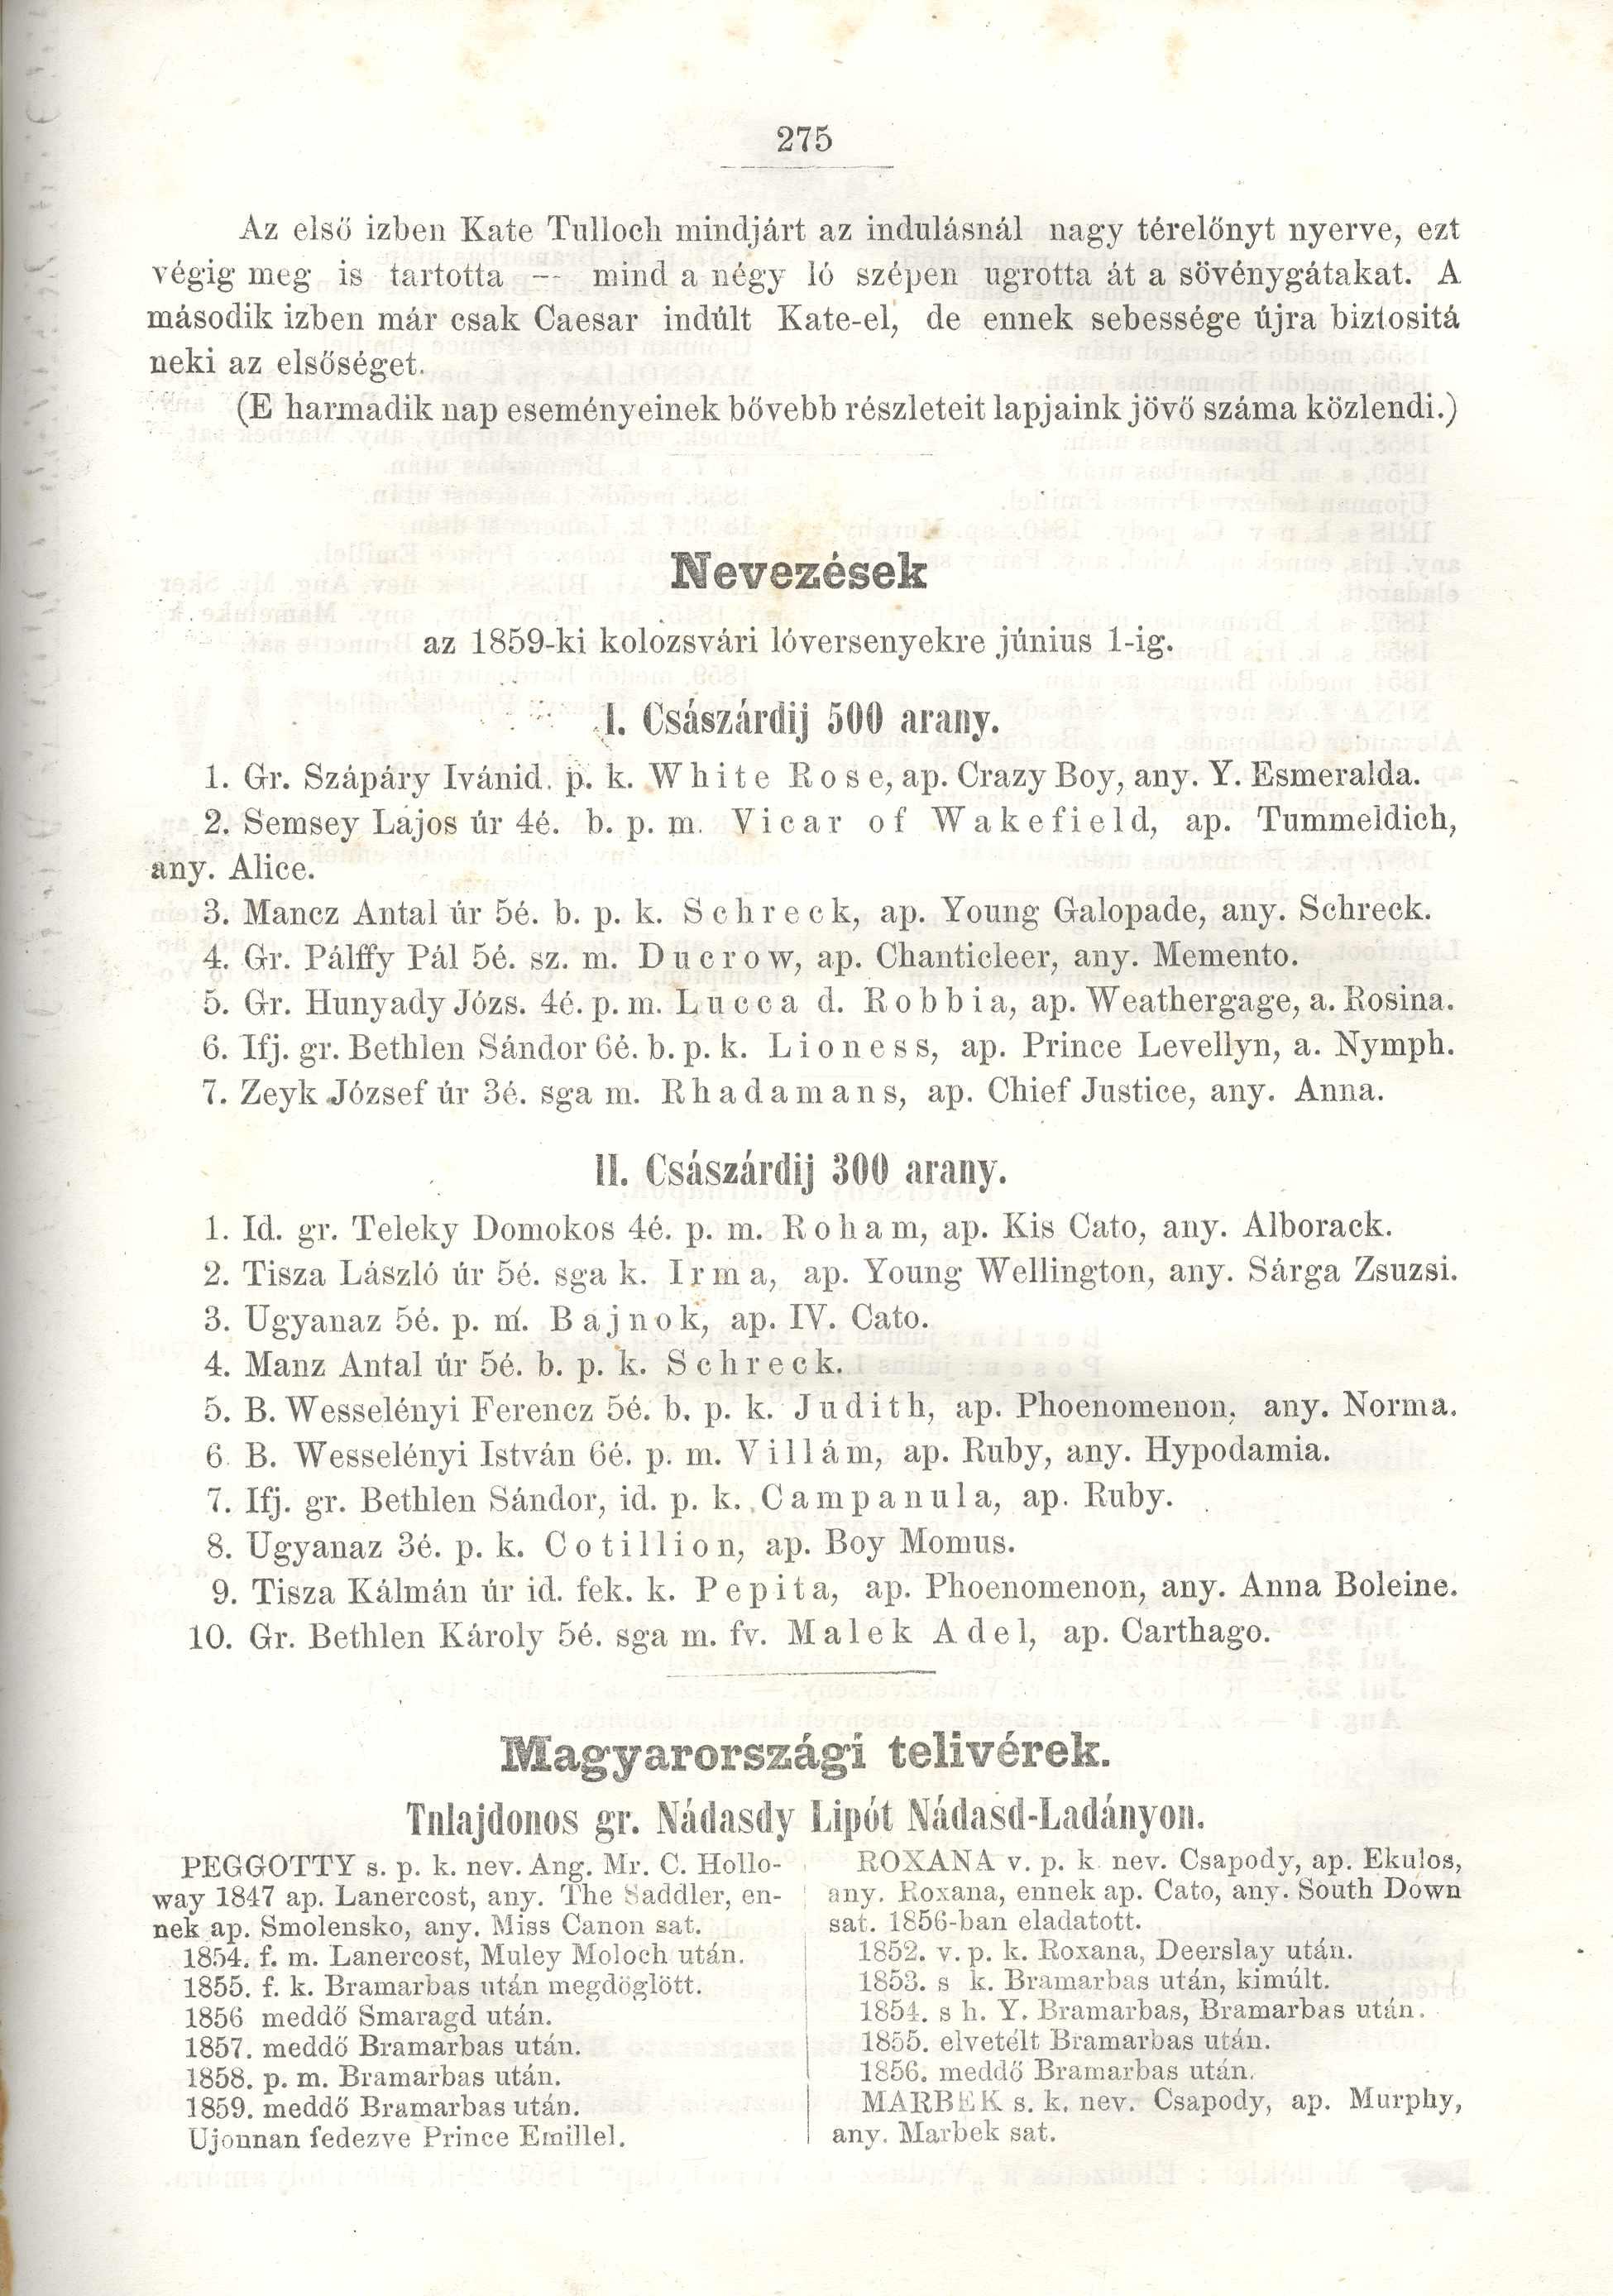 275
Az első izben Kate Tulloch mindjárt az indulásnál nagy térelőnyt nyerve, ezt
végig meg is tartotta — mind a négy ló szépen ugrotta át a sövénygátakat. A
második izben már csak Caesar indúlt Kate-el, de ennek sebessége újra biztositá
neki az elsőséget.
(E harmadik nap eseményeinek bővebb részleteit lapjaink jövő száma közlendi.)
Nevezések
az 1859-ki kolozsvári lóversenyekre június 1-ig.
I. Császárdij 500 arany.
1. Gr. Szápáry Ivánid. p. k. White Rose, ap. Crazy Boy, any. Y. Esmeralda.
2. Semsey Lajos úr 4é. b. p. m. Vicar of Wakefield, ap. Tummeldich,
any. Alice.
3. Mancz Antal úr 5é. b. p. k. Schreck, ap. Young Galopade, any. Schreck.
4. Gr. Pálffy Pál 5é. sz. m. Ducrow, ap. Chanticleer, any. Memento.
5. Gr. Hunyady Józs. 4é. p. m. Lucca d. Robbia, ap. Weathergage, a. Rosina.
6. Ifj. gr. Bethlen Sándor 6é. b. p. k. Lioness, ap. Prince Levellyn, a. Nymph.
7. Zeyk József úr 3é. sga m. Rhadamans, ap. Chief Justice, any. Anna.
II. Császárdij 300 arany.
1. Id. gr. Teleky Domokos 4é. p. m. Roham, ap. Kis Cato, any. Alborack.
2. Tisza László úr 5é. sga k. Irma, ap. Young Wellington, any. Sárga Zsuzsi.
3. Ugyanaz 5é. p. m. Bajnok, ap. IV. Cato.
4. Manz Antal úr 5é. b. p. k. Schreck.
5. B. Wesselényi Ferencz 5é. b. p. k. Judith, ap. Phoenomenon, any. Norma.
6. B. Wesselényi István 6é. p. m. Villám, ap. Ruby, any. Hypodamia.
7. Ifj. gr. Bethlen Sándor, id. p. k. Campanula, ap. Ruby.
8. Ugyanaz 3é. p. k. Cotillion, ap. Boy Momus.
9. Tisza Kálmán úr id. fek. k. Pepita, ap. Phoenomenon, any. Anna Boleine.
10. Gr. Bethlen Károly 5é. sga m. fv. Malek Adel, ap. Carthago.
Magyarországi telivérek.
Tnlajdonos gr. Nádasdy Lipót Nádasd-Ladányon.
PEGGOTTY s. p. k. nev. Ang. Mr. C. Hollo-
way 1847 ap. Lanercost, any. The Saddler, en-
nek ap. Smolensko, any. Miss Canon sat.
1854. f. m. Lanercost, Muley Moloch után.
1855. f. k. Bramarbas után megdöglött.
1856 meddő Smaragd után.
1857. meddő Bramarbas után.
1858. p. m. Bramarbas után.
1859. meddő Bramarbas után.
Ujonnan fedezve Prince Emillel.
ROXANA v. p. k. nev. Csapody, ap. Ekulos,
any. Roxana, ennek ap. Cato, any. South Down
sat. 1856-ban eladatott.
1852. v. p. k. Roxana, Deerslay után.
1853. s k. Bramarbas után, kimúlt.
1854. s h. Y. Bramarbas, Bramarbas után.
1855. elvetélt Bramarbas után.
1856. meddő Bramarbas után.
MARBEK s. k. nev. Csapody, ap. Murphy,
any. Marbek sat.